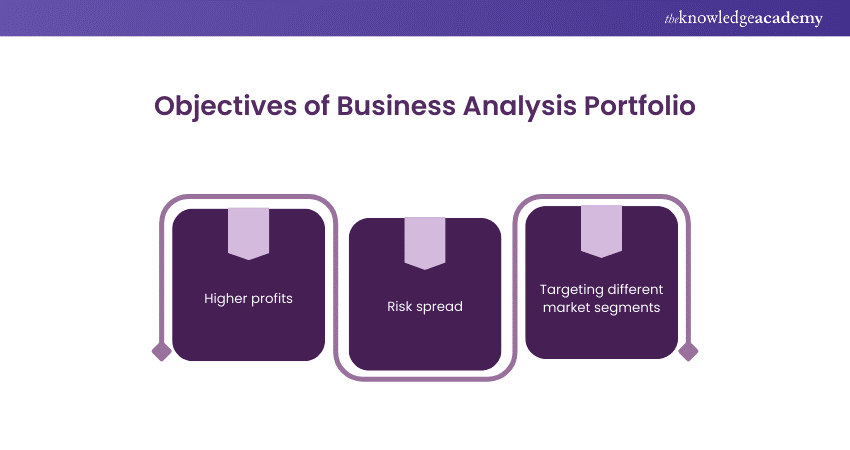 theknowledgeacademy
Objectives of Business Analysis Portfolio
Higher profits
Risk spread
Targeting different
market segments